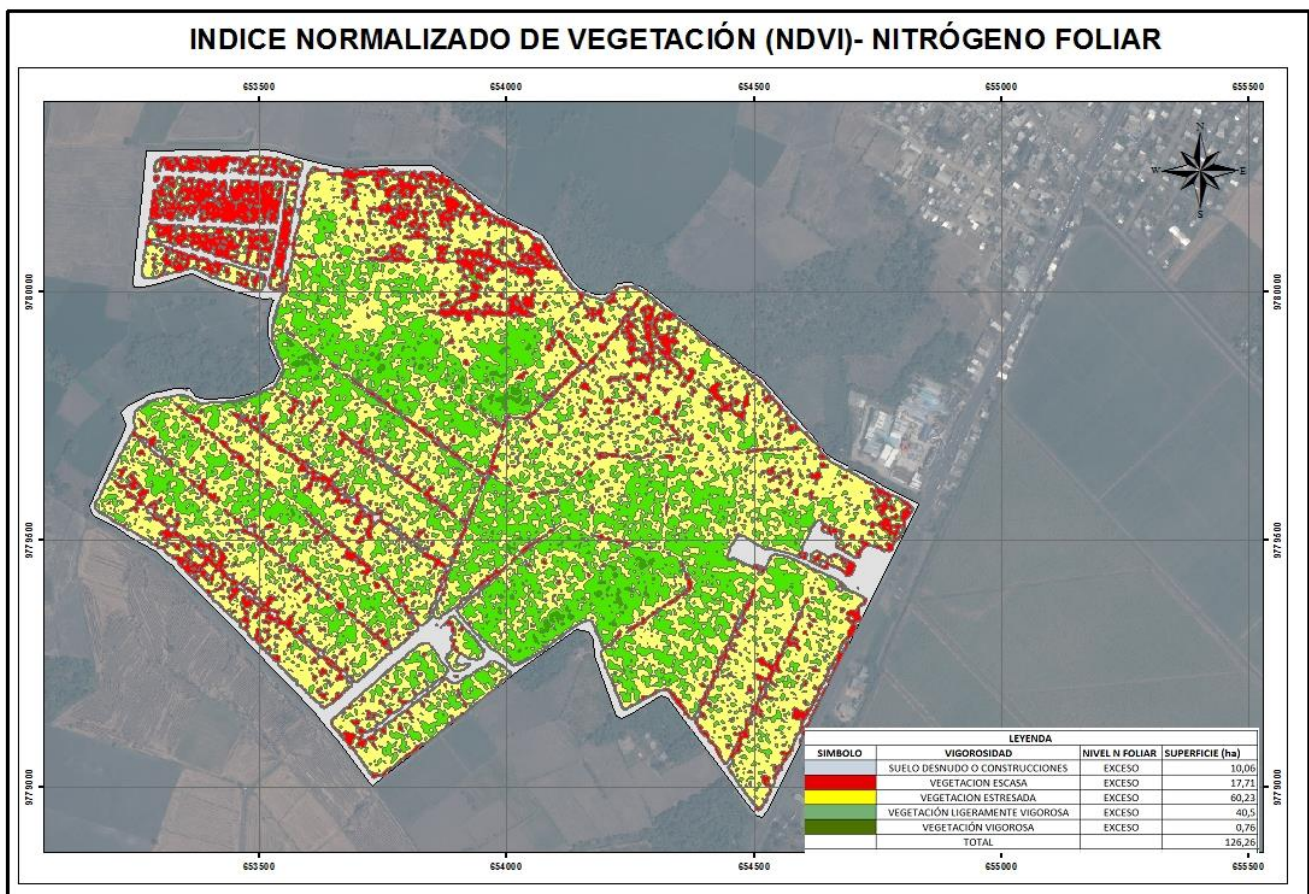 INDICE NORMALIZADO DE VEGETACIÓN (NDVI)- NITRÓGENO FOLIAR
653500 654000 654500 655000 655500
N
W E
S
9780000 9780000
9779500 9779500
9779000 9779000
LEYENDA
SIMBOLO VIGOROSIDAD NIVEL N FOLIAR SUPERFICIE (ha)
SUELO DESNUDO O CONSTRUCCIONES EXCESO 10,06
VEGETACION ESCASA EXCESO 17,71
VEGETACION ESTRESADA EXCESO 60,23
VEGETACIÓN LIGERAMENTE VIGOROSA EXCESO 40,5
VEGETACIÓN VIGOROSA EXCESO 0,76
TOTAL 126,26
653500 654000 654500 655000 655500